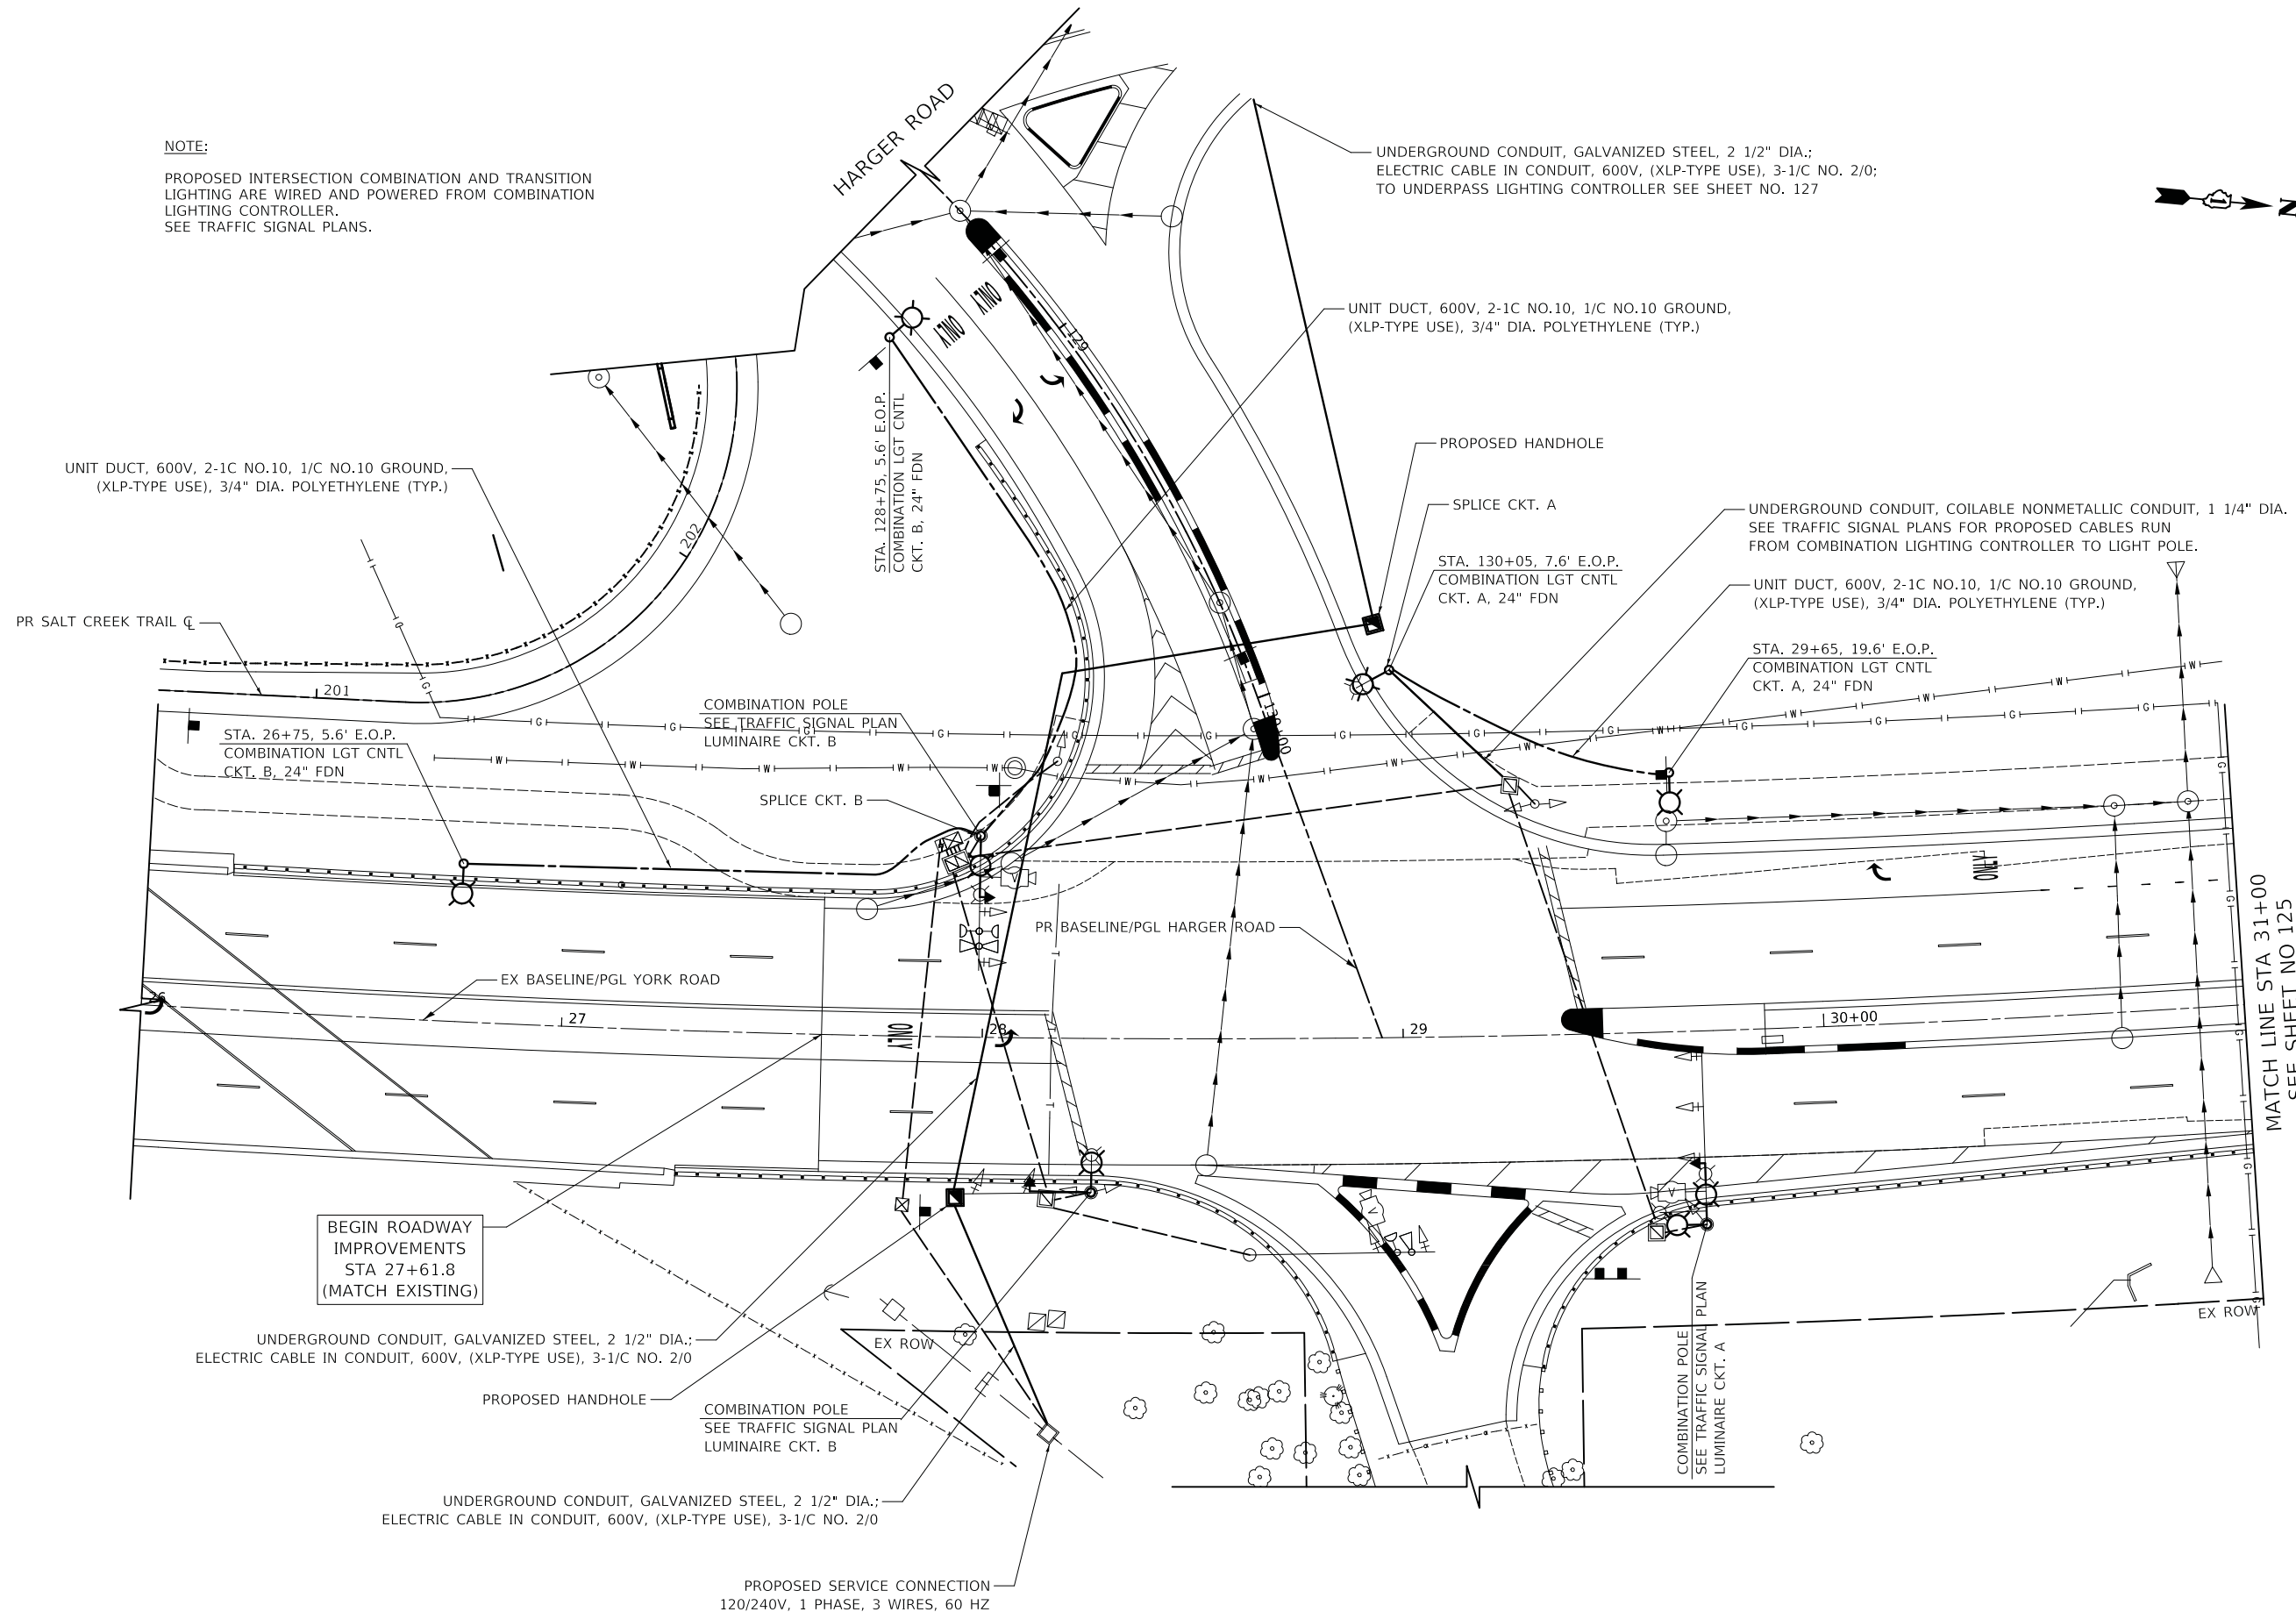 HARGER ROAD
NOTE:
PROPOSED INTERSECTION COMBINATION AND TRANSITION
LIGHTING ARE WIRED AND POWERED FROM COMBINATION
LIGHTING CONTROLLER.
SEE TRAFFIC SIGNAL PLANS.
UNDERGROUND CONDUIT, GALVANIZED STEEL, 2 1/2" DIA.;
ELECTRIC CABLE IN CONDUIT, 600V, (XLP-TYPE USE), 3-1/C NO. 2/0;
TO UNDERPASS LIGHTING CONTROLLER SEE SHEET NO. 127
N
UNIT DUCT, 600V, 2-1C NO.10, 1/C NO.10 GROUND,
(XLP-TYPE USE), 3/4" DIA. POLYETHYLENE (TYP.)
ONLY
ONLY
129
STA. 128+75, 5.6' E.O.P.
COMBINATION LGT CNTL
CKT. B, 24" FDN
PROPOSED HANDHOLE
UNIT DUCT, 600V, 2-1C NO.10, 1/C NO.10 GROUND,
(XLP-TYPE USE), 3/4" DIA. POLYETHYLENE (TYP.)
SPLICE CKT. A
UNDERGROUND CONDUIT, COILABLE NONMETALLIC CONDUIT, 1 1/4" DIA.
SEE TRAFFIC SIGNAL PLANS FOR PROPOSED CABLES RUN
FROM COMBINATION LIGHTING CONTROLLER TO LIGHT POLE.
202
STA. 130+05, 7.6' E.O.P.
COMBINATION LGT CNTL
CKT. A, 24" FDN
UNIT DUCT, 600V, 2-1C NO.10, 1/C NO.10 GROUND,
(XLP-TYPE USE), 3/4" DIA. POLYETHYLENE (TYP.)
PR SALT CREEK TRAIL ℄
STA. 29+65, 19.6' E.O.P.
COMBINATION LGT CNTL
CKT. A, 24" FDN
201
COMBINATION POLE
SEE TRAFFIC SIGNAL PLAN
LUMINAIRE CKT. B
130+00
STA. 26+75, 5.6' E.O.P.
COMBINATION LGT CNTL
CKT. B, 24" FDN
SPLICE CKT. B
ONLY
PR BASELINE/PGL HARGER ROAD
EX BASELINE/PGL YORK ROAD
26
27
28
29
30+00
ONLY
MATCH LINE STA 31+00
SEE SHEET NO 125
BEGIN ROADWAY
IMPROVEMENTS
STA 27+61.8
(MATCH EXISTING)
UNDERGROUND CONDUIT, GALVANIZED STEEL, 2 1/2" DIA.;
ELECTRIC CABLE IN CONDUIT, 600V, (XLP-TYPE USE), 3-1/C NO. 2/0
EX ROW
EX ROW
PROPOSED HANDHOLE
COMBINATION POLE
SEE TRAFFIC SIGNAL PLAN
LUMINAIRE CKT. B
COMBINATION POLE
SEE TRAFFIC SIGNAL PLAN
LUMINAIRE CKT. A
UNDERGROUND CONDUIT, GALVANIZED STEEL, 2 1/2" DIA.;
ELECTRIC CABLE IN CONDUIT, 600V, (XLP-TYPE USE), 3-1/C NO. 2/0
PROPOSED SERVICE CONNECTION
120/240V, 1 PHASE, 3 WIRES, 60 HZ